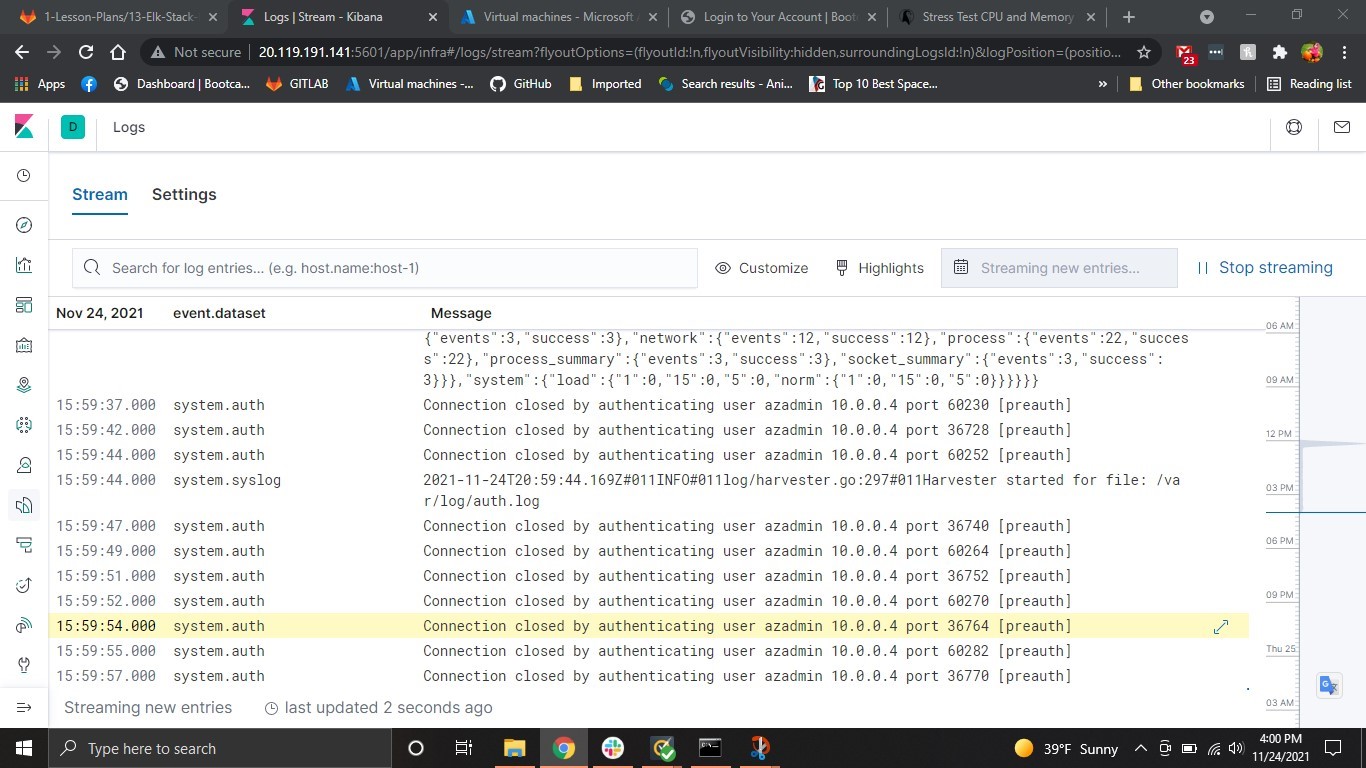 1-Lesson-Plans/13-Elk-Stack-
Logs | Stream - Kibana
Virtual machines - Microsoft
Login to Your Account | Boot
Stress Test CPU and Memory
Not secure
20.119.191.141:5601/app/infra#/logs/stream?flyoutOptions=(flyoutId:!n,flyoutVisibility:hidden,surroundingLogsId:!n)&logPosition=(positio...
23
Apps
Dashboard | Bootca...
GITLAB
Virtual machine -...
GitHub
Imported
Search results - Ani...
Top 10 Best Space...
»
Other bookmarks
Reading list
D
Logs
Stream
Settings
Search for log entries... (e.g. host.name:host-1)
Customize
Highlights
Streaming new entries...
Stop streaming
Nov 24, 2021 event.dataset Message
{"events":3,"success":3},"network":{"events":12,"success":12},"process":{"events":22,"succes
s":22},"process_summary":{"events":3,"success":3},"socket_summary":{"events":3,"success":
3}}},"system":{"load":{"1":0,"15":0,"5":0,"norm":{"1":0,"15":0,"5":0}}}}}}
15:59:37.000 system.auth Connection closed by authenticating user azadmin 10.0.0.4 port 60230 [preauth]
15:59:42.000 system.auth Connection closed by authenticating user azadmin 10.0.0.4 port 36728 [preauth]
15:59:44.000 system.auth Connection closed by authenticating user azadmin 10.0.0.4 port 60252 [preauth]
15:59:44.000 system.syslog 2021-11-24T20:59:44.169Z#011INFO#011log/harvester.go:297#011Harvester started for file: /va
r/log/auth.log
15:59:47.000 system.auth Connection closed by authenticating user azadmin 10.0.0.4 port 36740 [preauth]
15:59:49.000 system.auth Connection closed by authenticating user azadmin 10.0.0.4 port 60264 [preauth]
15:59:51.000 system.auth Connection closed by authenticating user azadmin 10.0.0.4 port 36752 [preauth]
15:59:52.000 system.auth Connection closed by authenticating user azadmin 10.0.0.4 port 60270 [preauth]
15:59:54.000 system.auth Connection closed by authenticating user azadmin 10.0.0.4 port 36764 [preauth]
15:59:55.000 system.auth Connection closed by authenticating user azadmin 10.0.0.4 port 60282 [preauth]
15:59:57.000 system.auth Connection closed by authenticating user azadmin 10.0.0.4 port 36770 [preauth]
06 AM
09 AM
12 PM
03 PM
06 PM
09 PM
Thu 25
03 AM
Streaming new entries
last updated 2 seconds ago
Type here to search
39°F Sunny
4:00 PM
11/24/2021